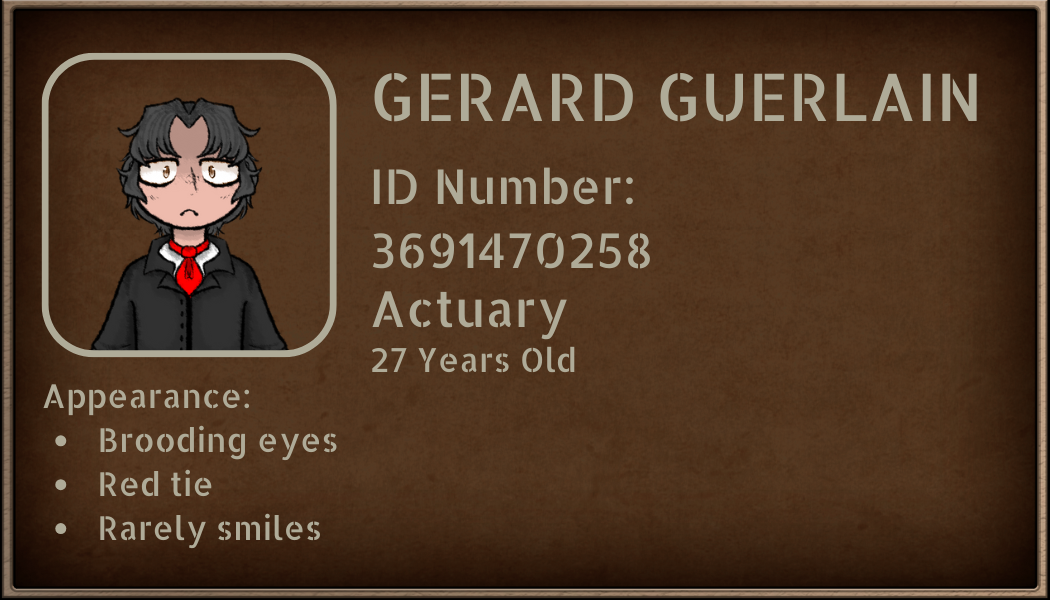 GERARD GUERLAIN
ID Number:
3691470258
Actuary
27 Years Old
Appearance:
• Brooding eyes
• Red tie
• Rarely smiles